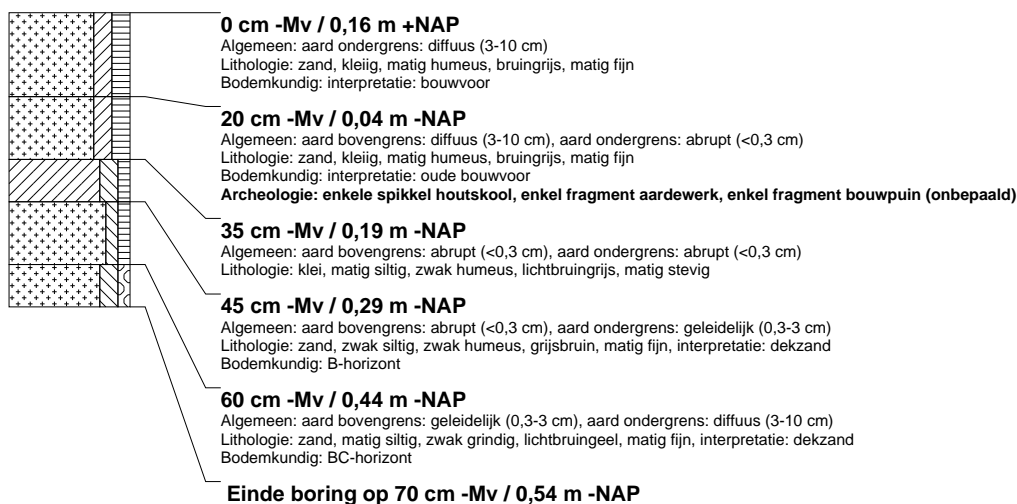 0 cm -Mv / 0,16 m +NAP
Algemeen: aard ondergrens: diffuus (3-10 cm)
Lithologie: zand, kleiig, matig humeus, bruingrijs, matig fijn
Bodemkundig: interpretatie: bouwvoor
20 cm -Mv / 0,04 m -NAP
Algemeen: aard bovengrens: diffuus (3-10 cm), aard ondergrens: abrupt (<0,3 cm)
Lithologie: zand, kleiig, matig humeus, bruingrijs, matig fijn
Bodemkundig: interpretatie: oude bouwvoor
Archeologie: enkele spikkel houtskool, enkel fragment aardewerk, enkel fragment bouwpuin (onbepaald)
35 cm -Mv / 0,19 m -NAP
Algemeen: aard bovengrens: abrupt (<0,3 cm), aard ondergrens: abrupt (<0,3 cm)
Lithologie: klei, matig siltig, zwak humeus, lichtbruingrijs, matig stevig
45 cm -Mv / 0,29 m -NAP
Algemeen: aard bovengrens: abrupt (<0,3 cm), aard ondergrens: geleidelijk (0,3-3 cm)
Lithologie: zand, zwak siltig, zwak humeus, grijsbruin, matig fijn, interpretatie: dekzand
Bodemkundig: B-horizont
60 cm -Mv / 0,44 m -NAP
Algemeen: aard bovengrens: geleidelijk (0,3-3 cm), aard ondergrens: diffuus (3-10 cm)
Lithologie: zand, matig siltig, zwak grindig, lichtbruingeel, matig fijn, interpretatie: dekzand
Bodemkundig: BC-horizont
Einde boring op 70 cm -Mv / 0,54 m -NAP